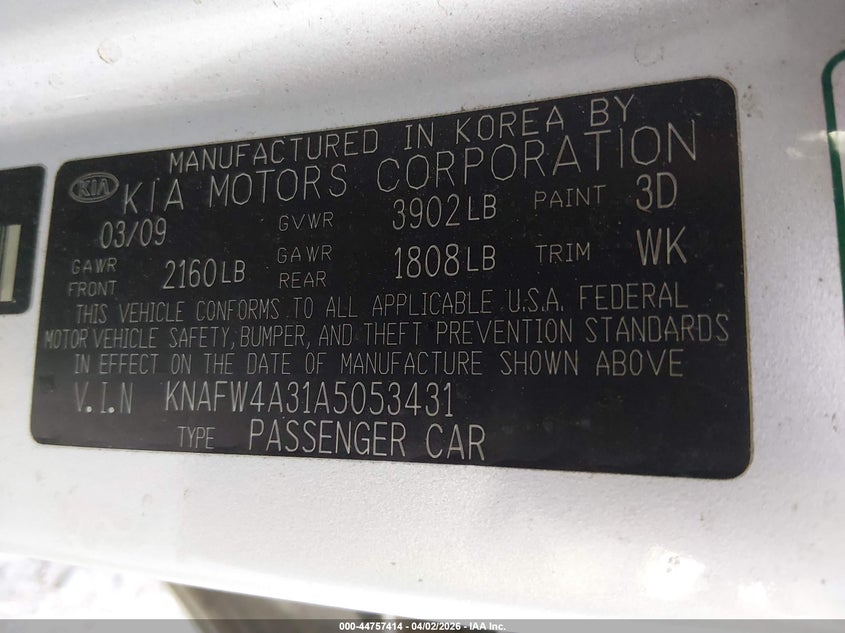 MANUFACTURED IN KOREA BY
KIA KIA MOTORS CORPORATION
03/09 GVWR 3902LB PAINT 3D
GAWR FRONT 2160LB GAWR REAR 1808LB TRIM WK
THIS VEHICLE CONFORMS TO ALL APPLICABLE U.S.A. FEDERAL
MOTOR VEHICLE SAFETY, BUMPER, AND THEFT PREVENTION STANDARDS
IN EFFECT ON THE DATE OF MANUFACTURE SHOWN ABOVE
V.I.N KNAFW4A31A5053431
TYPE PASSENGER CAR
000-44757414 - 04/02/2026 - IAA Inc.